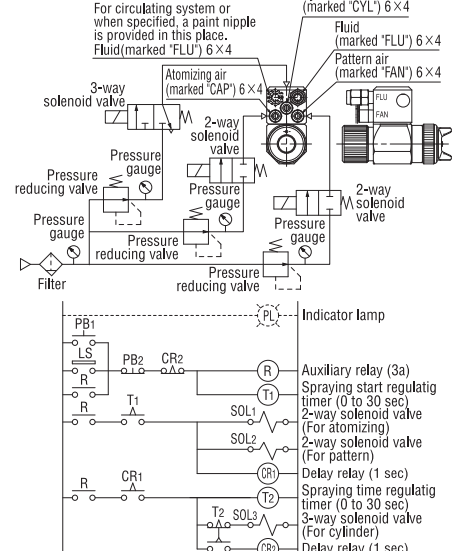 For circulating system or
when specified, a paint nipple
is provided in this place.
Fluid(marked "FLU") 6×4
(marked "CYL") 6×4
Fluid
(marked "FLU") 6×4
Pattern air
(marked "FAN") 6×4
Atomizing air
(marked "CAP") 6×4
FLU
FAN
3-way
solenoid valve
2-way
solenoid
valve
Pressure
gauge
Pressure
reducing valve
Pressure
gauge
2-way
solenoid
valve
Pressure
gauge
Pressure
gauge
Pressure
reducing valve
Pressure
reducing valve
Filter
PB1
PL
Indicator lamp
LS
PB2
CR2
R
R
Auxiliary relay (3a)
T1
Spraying start regulatig
timer (0 to 30 sec)
R
T1
SOL1
2-way solenoid valve
(For atomizing)
SOL2
2-way solenoid valve
(For pattern)
CR1
Delay relay (1 sec)
R
CR1
T2
Spraying time regulatig
timer (0 to 30 sec)
T2
SOL3
3-way solenoid valve
(For cylinder)
CR2
Delay relay (1 sec)